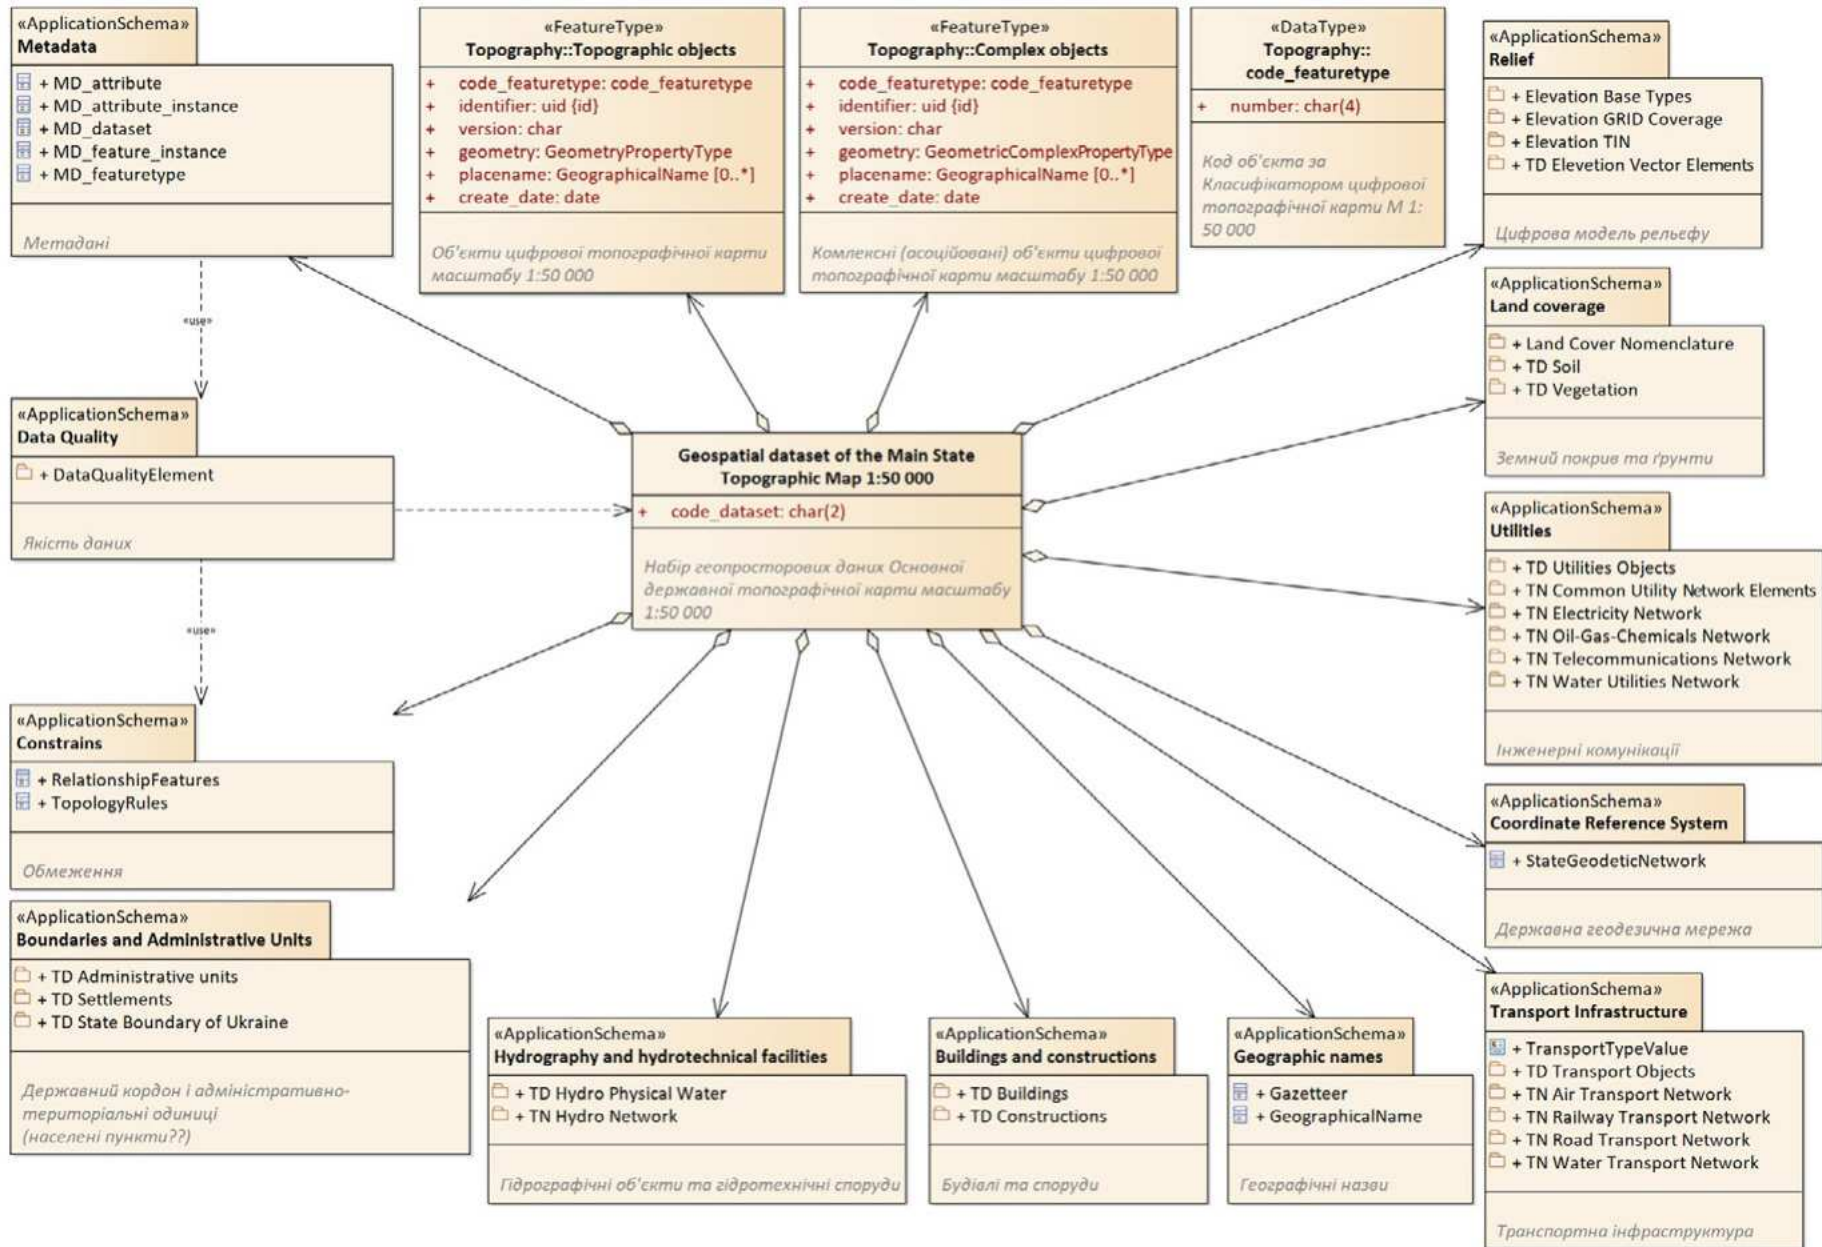 «ApplicationSchema»
Metadata
+ MD_attribute
+ MD_attribute_instance
+ MD_dataset
+ MD_feature_instance
+ MD_featuretype
Метадані
«FeatureType»
Topography::Topographic objects
+ code_featuretype: code_featuretype
+ identifier: uid {id}
+ version: char
+ geometry: GeometryPropertyType
+ placename: GeographicalName [0..*]
+ create_date: date
Об'єкти цифрової топографічної карти
масштабу 1:50 000
«FeatureType»
Topography::Complex objects
+ code_featuretype: code_featuretype
+ identifier: uid {id}
+ version: char
+ geometry: GeometricComplexPropertyType
+ placename: GeographicalName [0..*]
+ create_date: date
Комлексні (асоційовані) об'єкти цифрової
топографічної карти масштабу 1:50 000
«DataType»
Topography::
code_featuretype
+ number: char(4)
Код об'єкта за
Класифікатором цифрової
топографічної карти М 1:
50 000
«ApplicationSchema»
Relief
+ Elevation Base Types
+ Elevation GRID Coverage
+ Elevation TIN
+ TD Elevetion Vector Elements
Цифрова модель рельєфу
«ApplicationSchema»
Land coverage
+ Land Cover Nomenclature
+ TD Soil
+ TD Vegetation
Земний покрив та ґрунти
«use»
«ApplicationSchema»
Data Quality
+ DataQualityElement
Якість даних
Geospatial dataset of the Main State
Topographic Map 1:50 000
+ code_dataset: char(2)
Набір геопросторових даних Основної
державної топографічної карти масштабу
1:50 000
«ApplicationSchema»
Utilities
+ TD Utilities Objects
+ TN Common Utility Network Elements
+ TN Electricity Network
+ TN Oil-Gas-Chemicals Network
+ TN Telecommunications Network
+ TN Water Utilities Network
Інженерні комунікації
«use»
«ApplicationSchema»
Constrains
+ RelationshipFeatures
+ TopologyRules
Обмеження
«ApplicationSchema»
Coordinate Reference System
+ StateGeodeticNetwork
Державна геодезична мережа
«ApplicationSchema»
Boundaries and Administrative Units
+ TD Administrative units
+ TD Settlements
+ TD State Boundary of Ukraine
Державний кордон і адміністративно-
територіальні одиниці
(населені пункти??)
«ApplicationSchema»
Hydrography and hydrotechnical facilities
+ TD Hydro Physical Water
+ TN Hydro Network
Гідрографічні об'єкти та гідротехнічні споруди
«ApplicationSchema»
Buildings and constructions
+ TD Buildings
+ TD Constructions
Будівлі та споруди
«ApplicationSchema»
Geographic names
+ Gazetteer
+ GeographicalName
Географічні назви
«ApplicationSchema»
Transport Infrastructure
+ TransportTypeValue
+ TD Transport Objects
+ TN Air Transport Network
+ TN Railway Transport Network
+ TN Road Transport Network
+ TN Water Transport Network
Транспортна інфраструктура